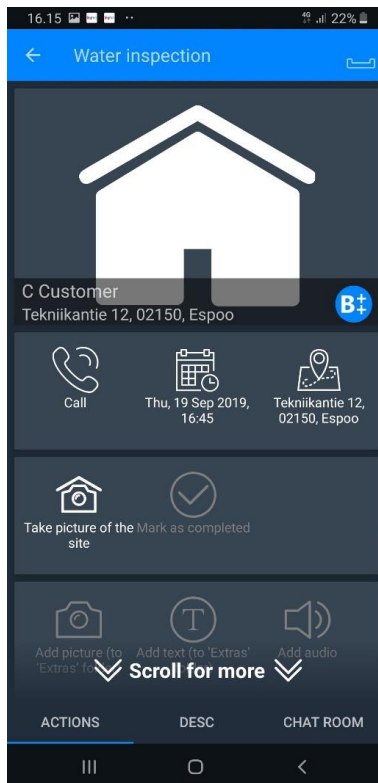 16.15 4G 22%
Water inspection
C Customer
Tekniikantie 12, 02150, Espoo
B‡
Call
Thu, 19 Sep 2019,
16:45
Tekniikantie 12,
02150, Espoo
Take picture of the
site
Mark as completed
Add picture (to
'Extras'
Add text (to 'Extras'
Add audio
Scroll for more
ACTIONS DESC CHAT ROOM